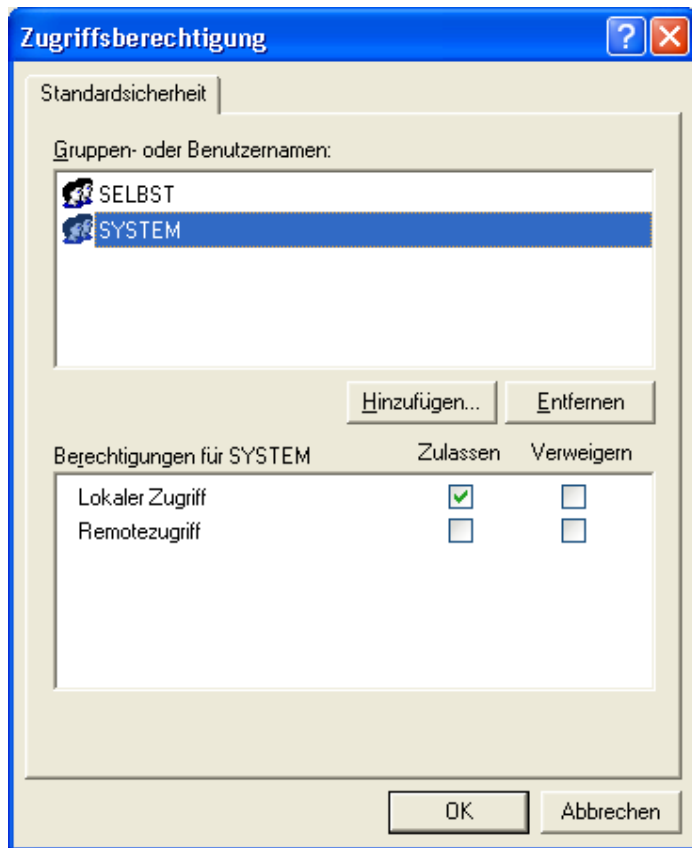 Zugriffsberechtigung
Standardsicherheit
Gruppen- oder Benutzernamen:
SELBST
SYSTEM
Hinzufügen... Entfernen
Berechtigungen für SYSTEM Zulassen Verweigern
Lokaler Zugriff
Remotezugriff
OK Abbrechen